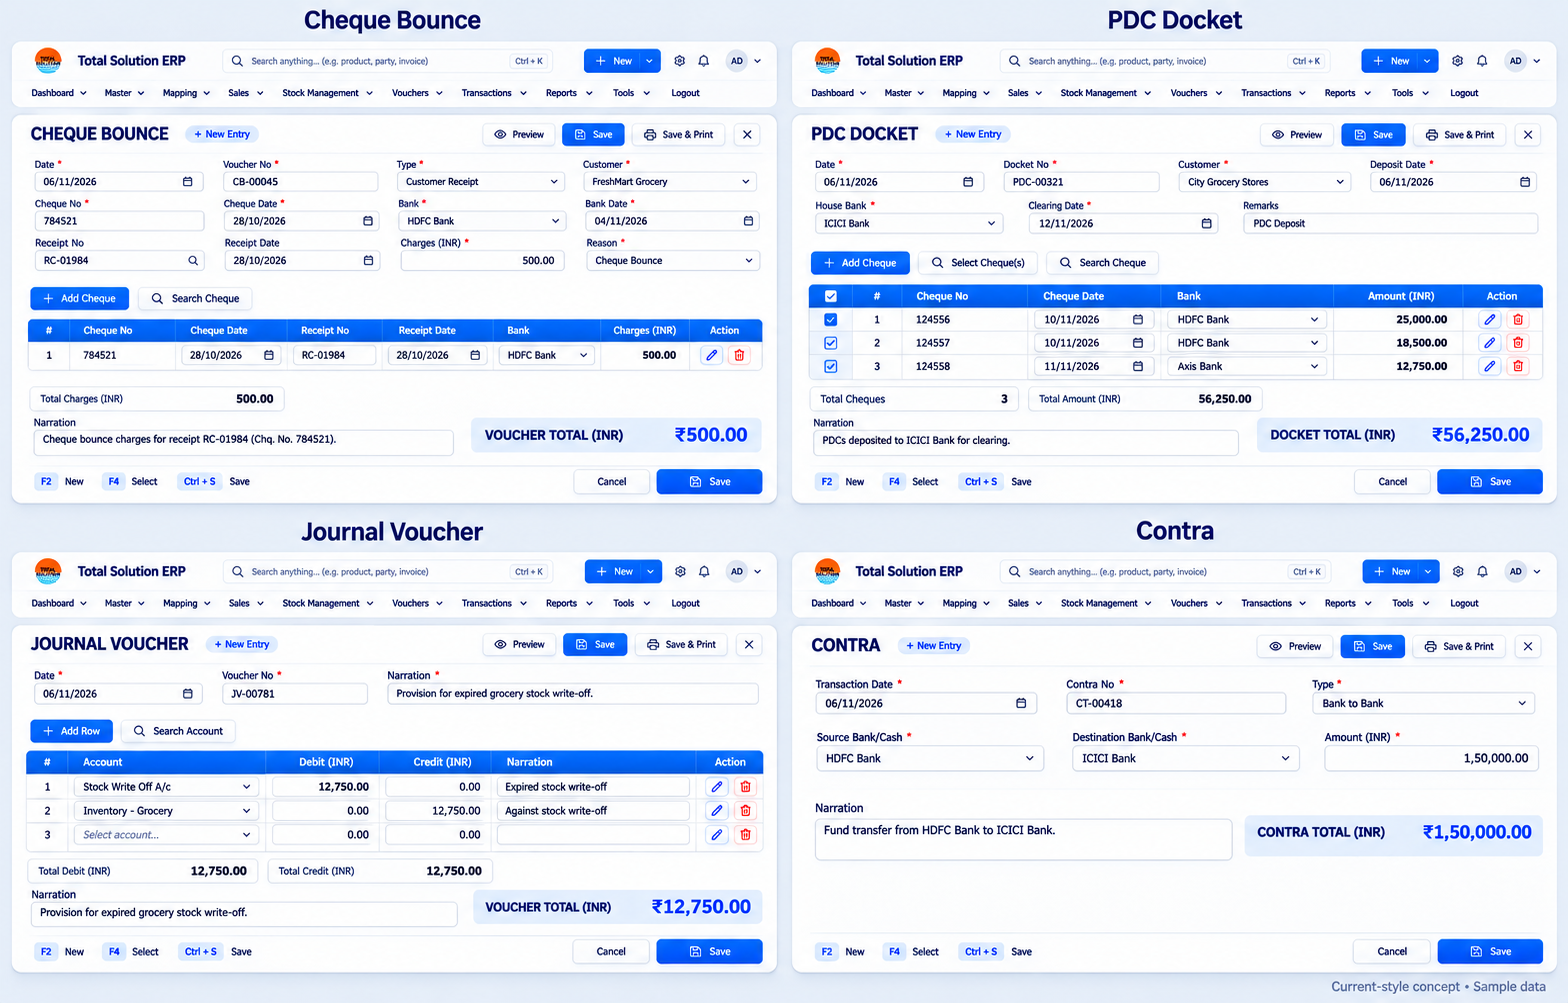 Cheque Bounce
Total Solution ERP
Search anything... (e.g. product, party, invoice) Ctrl + K
+ New
AD
Dashboard Master Mapping Sales Stock Management Vouchers Transactions Reports Tools Logout
CHEQUE BOUNCE + New Entry Preview Save Save & Print
Date * Voucher No * Type * Customer *
06/11/2026 CB-00045 Customer Receipt FreshMart Grocery
Cheque No * Cheque Date * Bank * Bank Date *
784521 28/10/2026 HDFC Bank 04/11/2026
Receipt No Receipt Date Charges (INR) * Reason *
RC-01984 28/10/2026 500.00 Cheque Bounce
+ Add Cheque Search Cheque
# Cheque No Cheque Date Receipt No Receipt Date Bank Charges (INR) Action
1 784521 28/10/2026 RC-01984 28/10/2026 HDFC Bank 500.00
Total Charges (INR) 500.00
Narration
Cheque bounce charges for receipt RC-01984 (Chq. No. 784521).
VOUCHER TOTAL (INR) ₹500.00
F2 New F4 Select Ctrl + S Save Cancel Save
PDC Docket
Total Solution ERP
Search anything... (e.g. product, party, invoice) Ctrl + K
+ New
AD
Dashboard Master Mapping Sales Stock Management Vouchers Transactions Reports Tools Logout
PDC DOCKET + New Entry Preview Save Save & Print
Date * Docket No * Customer * Deposit Date *
06/11/2026 PDC-00321 City Grocery Stores 06/11/2026
House Bank * Clearing Date * Remarks
ICICI Bank 12/11/2026 PDC Deposit
+ Add Cheque Select Cheque(s) Search Cheque
# Cheque No Cheque Date Bank Amount (INR) Action
1 124556 10/11/2026 HDFC Bank 25,000.00
2 124557 10/11/2026 HDFC Bank 18,500.00
3 124558 11/11/2026 Axis Bank 12,750.00
Total Cheques 3 Total Amount (INR) 56,250.00
Narration
PDCs deposited to ICICI Bank for clearing.
DOCKET TOTAL (INR) ₹56,250.00
F2 New F4 Select Ctrl + S Save Cancel Save
Journal Voucher
Total Solution ERP
Search anything... (e.g. product, party, invoice) Ctrl + K
+ New
AD
Dashboard Master Mapping Sales Stock Management Vouchers Transactions Reports Tools Logout
JOURNAL VOUCHER + New Entry Preview Save Save & Print
Date * Voucher No * Narration *
06/11/2026 JV-00781 Provision for expired grocery stock write-off.
+ Add Row Search Account
# Account Debit (INR) Credit (INR) Narration Action
1 Stock Write Off A/c 12,750.00 0.00 Expired stock write-off
2 Inventory - Grocery 0.00 12,750.00 Against stock write-off
3 Select account... 0.00 0.00
Total Debit (INR) 12,750.00 Total Credit (INR) 12,750.00
Narration
Provision for expired grocery stock write-off.
VOUCHER TOTAL (INR) ₹12,750.00
F2 New F4 Select Ctrl + S Save Cancel Save
Contra
Total Solution ERP
Search anything... (e.g. product, party, invoice) Ctrl + K
+ New
AD
Dashboard Master Mapping Sales Stock Management Vouchers Transactions Reports Tools Logout
CONTRA + New Entry Preview Save Save & Print
Transaction Date * Contra No * Type *
06/11/2026 CT-00418 Bank to Bank
Source Bank/Cash * Destination Bank/Cash * Amount (INR) *
HDFC Bank ICICI Bank 1,50,000.00
Narration
Fund transfer from HDFC Bank to ICICI Bank.
CONTRA TOTAL (INR) ₹1,50,000.00
F2 New F4 Select Ctrl + S Save Cancel Save
Current-style concept • Sample data